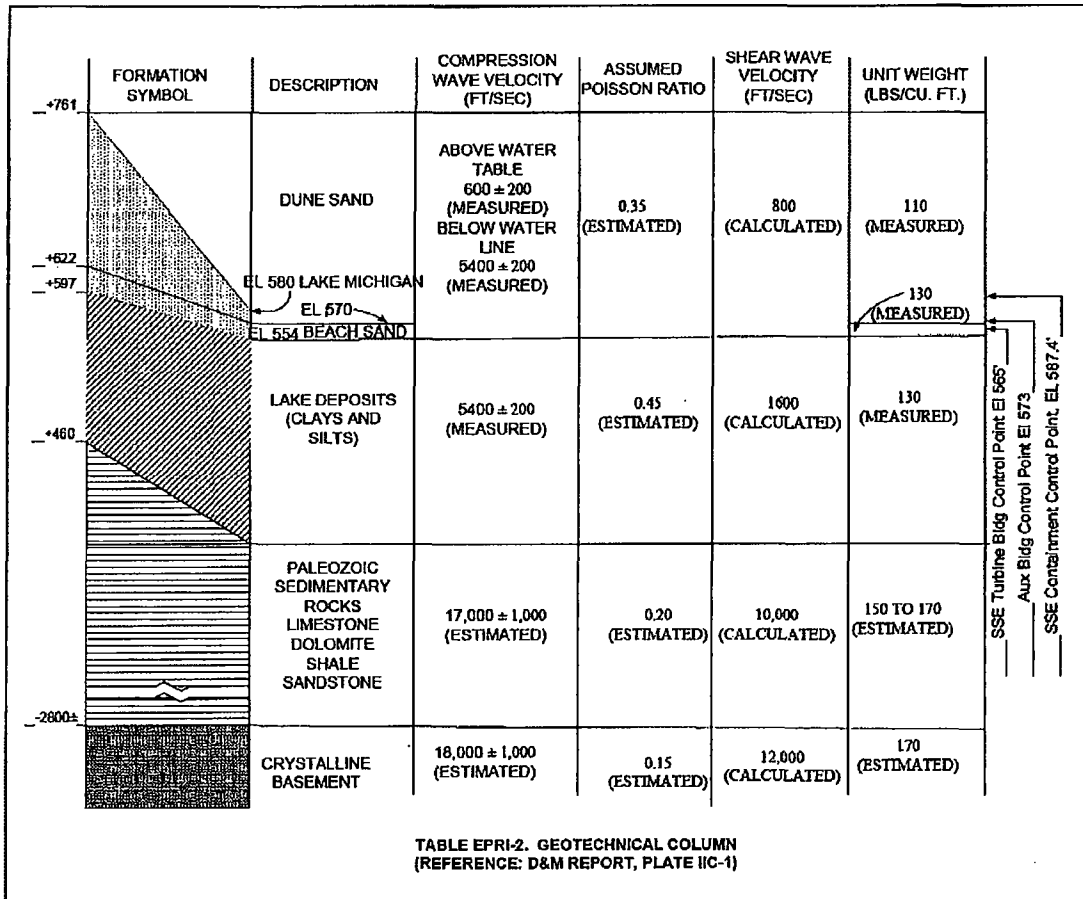 FORMATION
SYMBOL
DESCRIPTION
COMPRESSION
WAVE VELOCITY
(FT/SEC)
ASSUMED
POISSON RATIO
SHEAR WAVE
VELOCITY
(FT/SEC)
UNIT WEIGHT
(LBS/CU. FT.)
+761
DUNE SAND
ABOVE WATER
TABLE
600 ± 200
(MEASURED)
BELOW WATER
LINE
5400 ± 200
(MEASURED)
0.35
(ESTIMATED)
800
(CALCULATED)
110
(MEASURED)
+622
+597
EL 580 LAKE MICHIGAN
EL 570
EL 554 BEACH SAND
130
(MEASURED)
LAKE DEPOSITS
(CLAYS AND
SILTS)
5400 ± 200
(MEASURED)
0.45
(ESTIMATED)
1600
(CALCULATED)
130
(MEASURED)
+460
PALEOZOIC
SEDIMENTARY
ROCKS
LIMESTONE
DOLOMITE
SHALE
SANDSTONE
17,000 ± 1,000
(ESTIMATED)
0.20
(ESTIMATED)
10,000
(CALCULATED)
150 TO 170
(ESTIMATED)
-2800±
CRYSTALLINE
BASEMENT
18,000 ± 1,000
(ESTIMATED)
0.15
(ESTIMATED)
12,000
(CALCULATED)
170
(ESTIMATED)
SSE Turbine Bldg Control Point El 565'
Aux Bldg Control Point El 573
SSE Containment Control Point, EL 587.4'
TABLE EPRI-2. GEOTECHNICAL COLUMN
(REFERENCE: D&M REPORT, PLATE IIC-1)